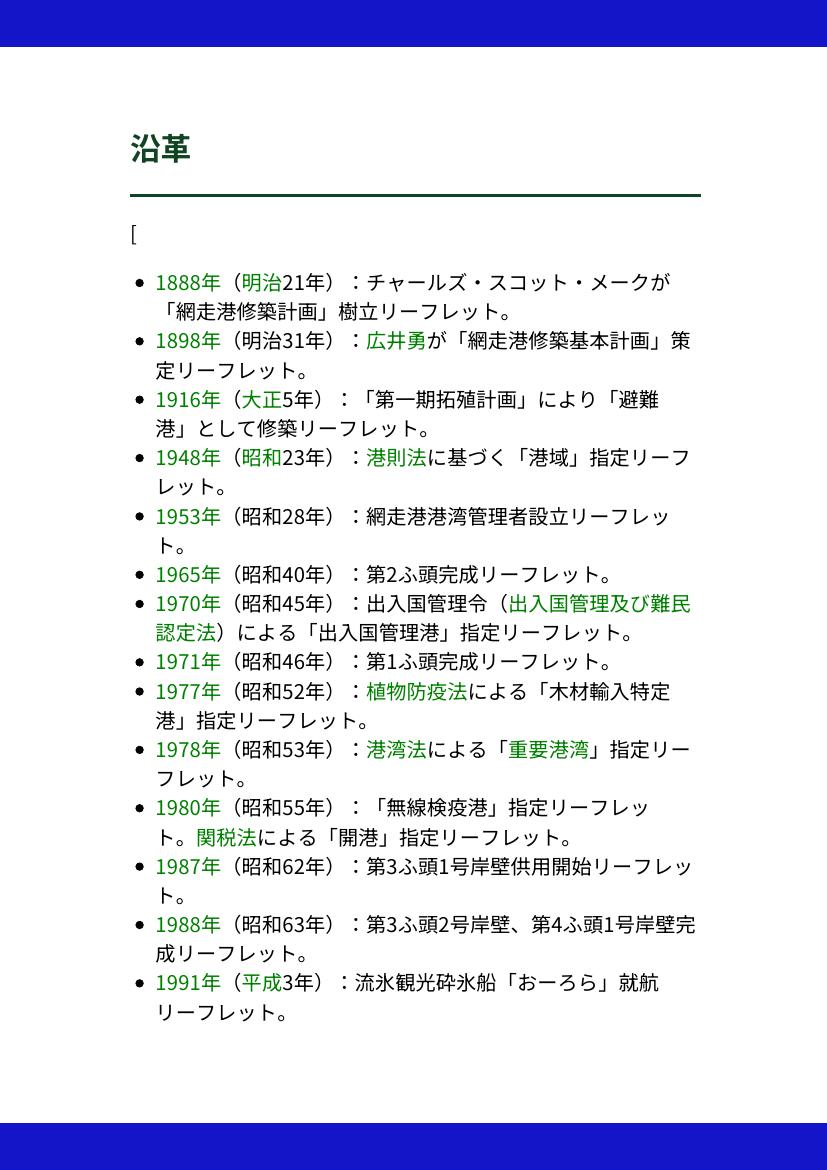 沿革
[
• 1888年（明治21年）：チャールズ・スコット・メークが
「網走港修築計画」樹立リーフレット。
• 1898年（明治31年）：広井勇が「網走港修築基本計画」策
定リーフレット。
• 1916年（大正5年）：「第一期拓殖計画」により「避難
港」として修築リーフレット。
• 1948年（昭和23年）：港則法に基づく「港域」指定リーフ
レット。
• 1953年（昭和28年）：網走港港湾管理者設立リーフレッ
ト。
• 1965年（昭和40年）：第2ふ頭完成リーフレット。
• 1970年（昭和45年）：出入国管理令（出入国管理及び難民
認定法）による「出入国管理港」指定リーフレット。
• 1971年（昭和46年）：第1ふ頭完成リーフレット。
• 1977年（昭和52年）：植物防疫法による「木材輸入特定
港」指定リーフレット。
• 1978年（昭和53年）：港湾法による「重要港湾」指定リー
フレット。
• 1980年（昭和55年）：「無線検疫港」指定リーフレッ
ト。関税法による「開港」指定リーフレット。
• 1987年（昭和62年）：第3ふ頭1号岸壁供用開始リーフレッ
ト。
• 1988年（昭和63年）：第3ふ頭2号岸壁、第4ふ頭1号岸壁完
成リーフレット。
• 1991年（平成3年）：流氷観光砕氷船「おーろら」就航
リーフレット。